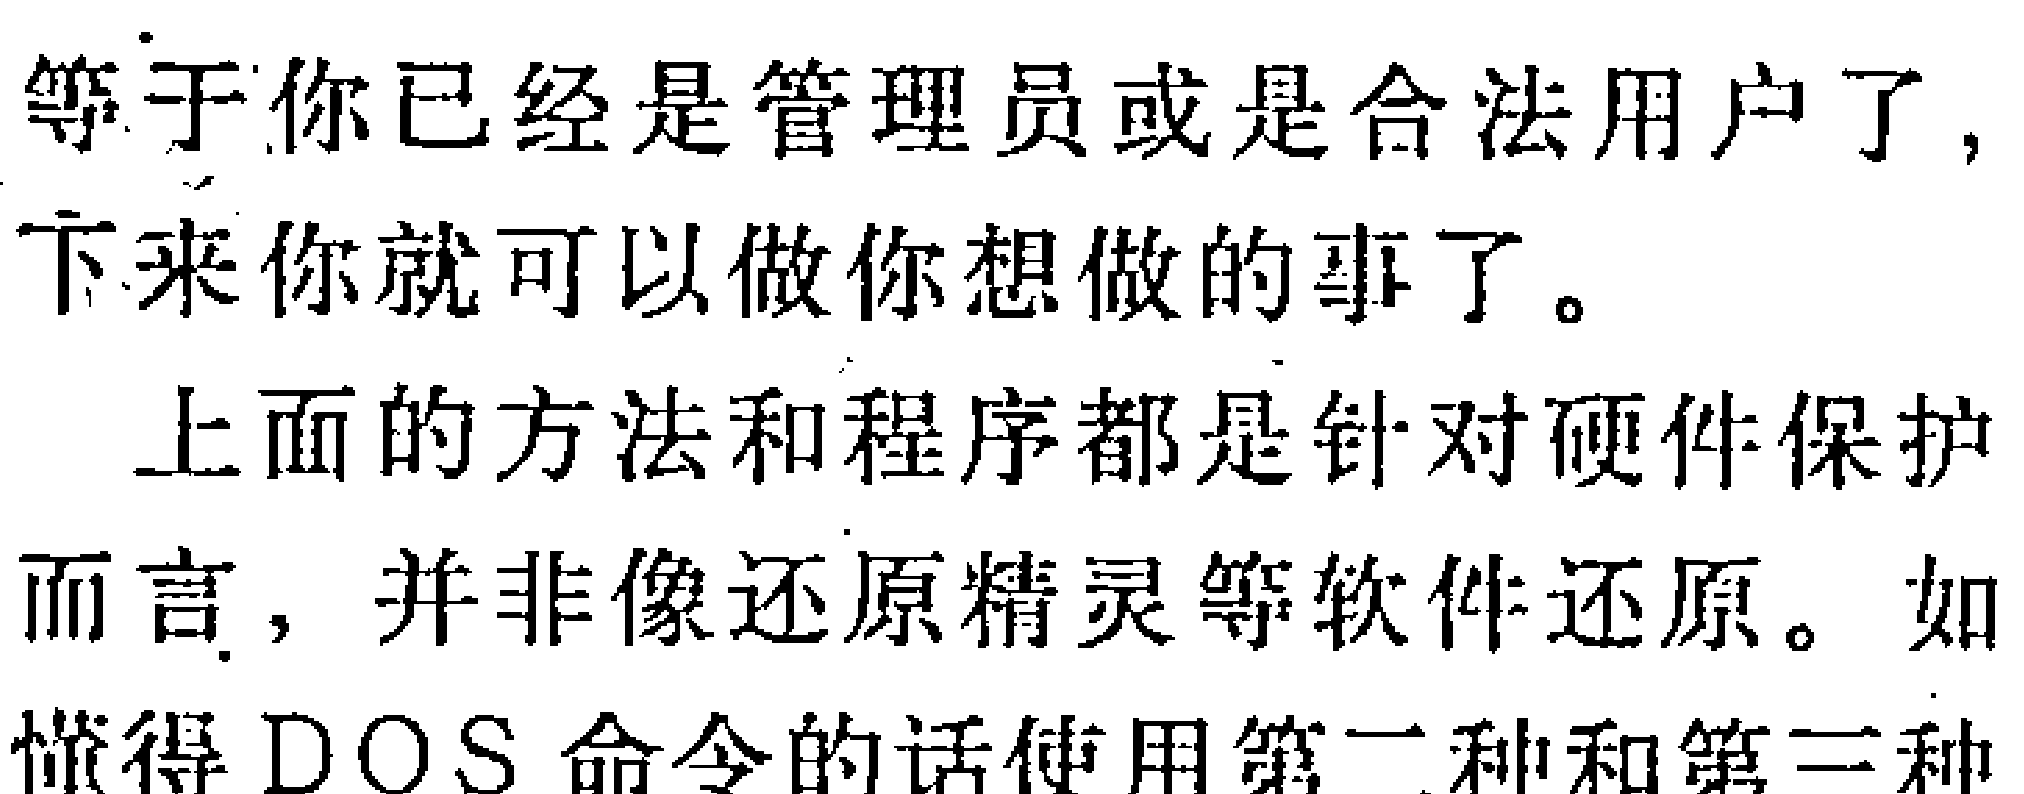 等于你已经是管理员或是合法用户了，
下来你就可以做你想做的事了。
上面的方法和程序都是针对硬件保护
而言，并非像还原精灵等软件还原。如
懂得 DOS 命令的话使用第二种和第三种